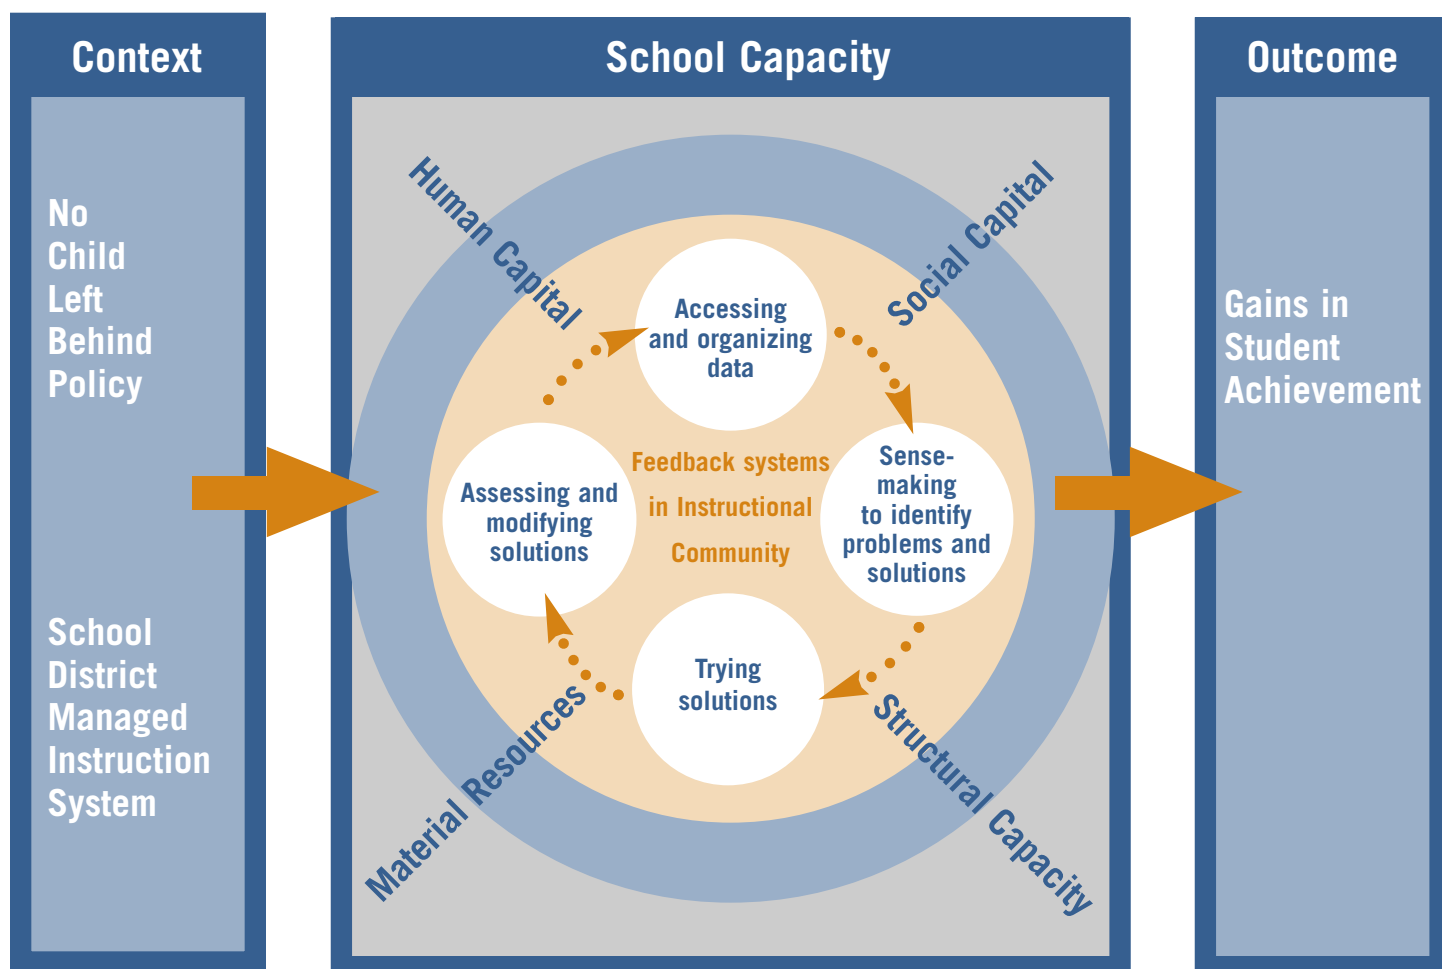 Context
No
Child
Left
Behind
Policy
School
District
Managed
Instruction
System
School Capacity
Human Capital
Social Capital
Accessing
and organizing
data
Feedback systems
in Instructional
Community
Assessing and
modifying
solutions
Sense-
making
to identify
problems and
solutions
Trying
solutions
Material Resources
Structural Capacity
Outcome
Gains in
Student
Achievement